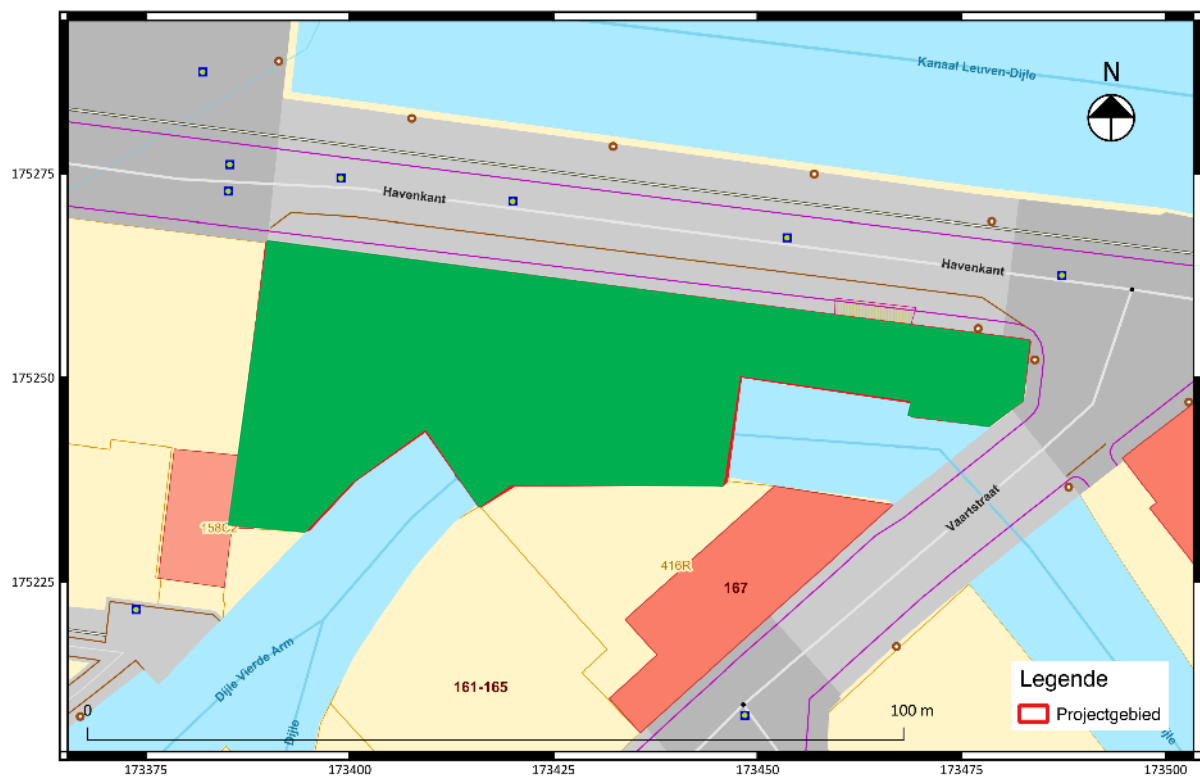 Kanaal Leuven-Dijle
N
175275
Havenkant
Havenkant
175250
Vaartstraat
158C2
416R
175225
167
Dijle Vierde Arm
161-165
Legende
Projectgebied
0
100 m
Dijle
Dijle
173375
173400
173425
173450
173475
173500